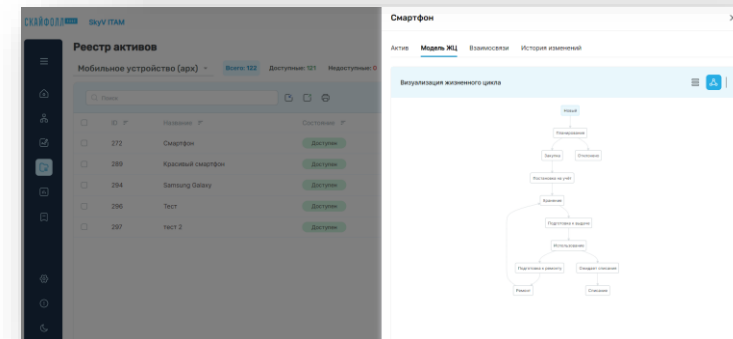 СКАЙФОЛЛ SkyV ITAM
Реестр активов
Мобильное устройство (арх) Всего: 122 Доступные: 121 Недоступные: 0
Поиск
ID Название Состояние
272 Смартфон Доступен
289 Красивый смартфон Доступен
294 Samsung Galaxy Доступен
296 Тест Доступен
297 тест 2 Доступен
Смартфон
Актив Модель ЖЦ Взаимосвязи История изменений
Визуализация жизненного цикла
Новый
Планирование
Закупка Отклонено
Постановка на учёт
Хранение
Подготовка к выдаче
Использование
Подготовка к ремонту Ожидает списания
Ремонт Списание